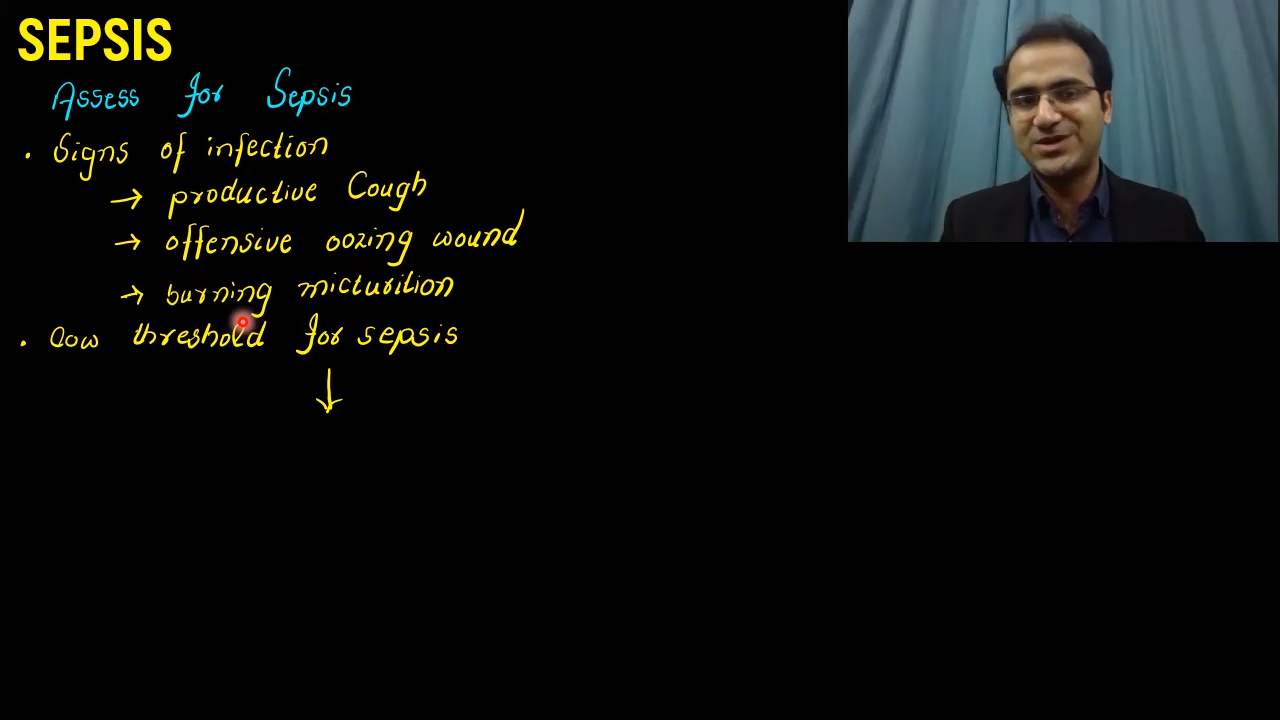 SEPSIS
Assess for Sepsis
. Signs of infection
→ productive Cough
→ offensive oozing wound
→ burning micturition
. Low threshold for sepsis
↓